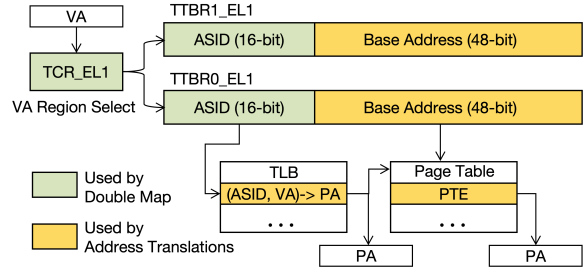 VA
TTBR1_EL1
ASID (16-bit)
Base Address (48-bit)
TCR_EL1
VA Region Select
TTBR0_EL1
ASID (16-bit)
Base Address (48-bit)
TLB
(ASID, VA)-> PA
...
Page Table
PTE
...
PA
PA
Used by
Double Map
Used by
Address Translations